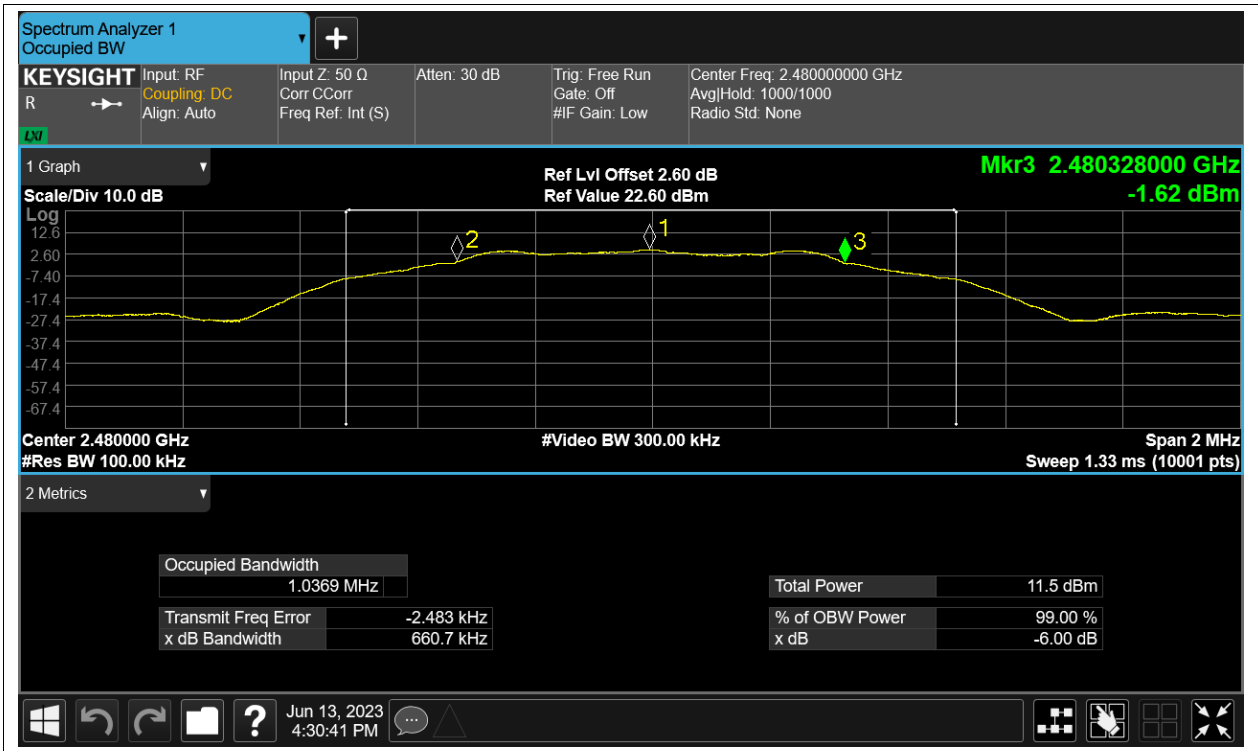 Spectrum Analyzer 1
Occupied BW
+
KEYSIGHT
R
LXI
Input: RF
Coupling: DC
Align: Auto
Input Z: 50 Ω
Corr CCorr
Freq Ref: Int (S)
Atten: 30 dB
Trig: Free Run
Gate: Off
#IF Gain: Low
Center Freq: 2.480000000 GHz
Avg|Hold: 1000/1000
Radio Std: None
1 Graph
Scale/Div 10.0 dB
Ref Lvl Offset 2.60 dB
Ref Value 22.60 dBm
Mkr3 2.480328000 GHz
-1.62 dBm
Log
12.6
2.60
-7.40
-17.4
-27.4
-37.4
-47.4
-57.4
-67.4
2
1
3
Center 2.480000 GHz
#Res BW 100.00 kHz
#Video BW 300.00 kHz
Span 2 MHz
Sweep 1.33 ms (10001 pts)
2 Metrics
Occupied Bandwidth
1.0369 MHz
Transmit Freq Error -2.483 kHz
x dB Bandwidth 660.7 kHz
Total Power 11.5 dBm
% of OBW Power 99.00 %
x dB -6.00 dB
?
Jun 13, 2023
4:30:41 PM